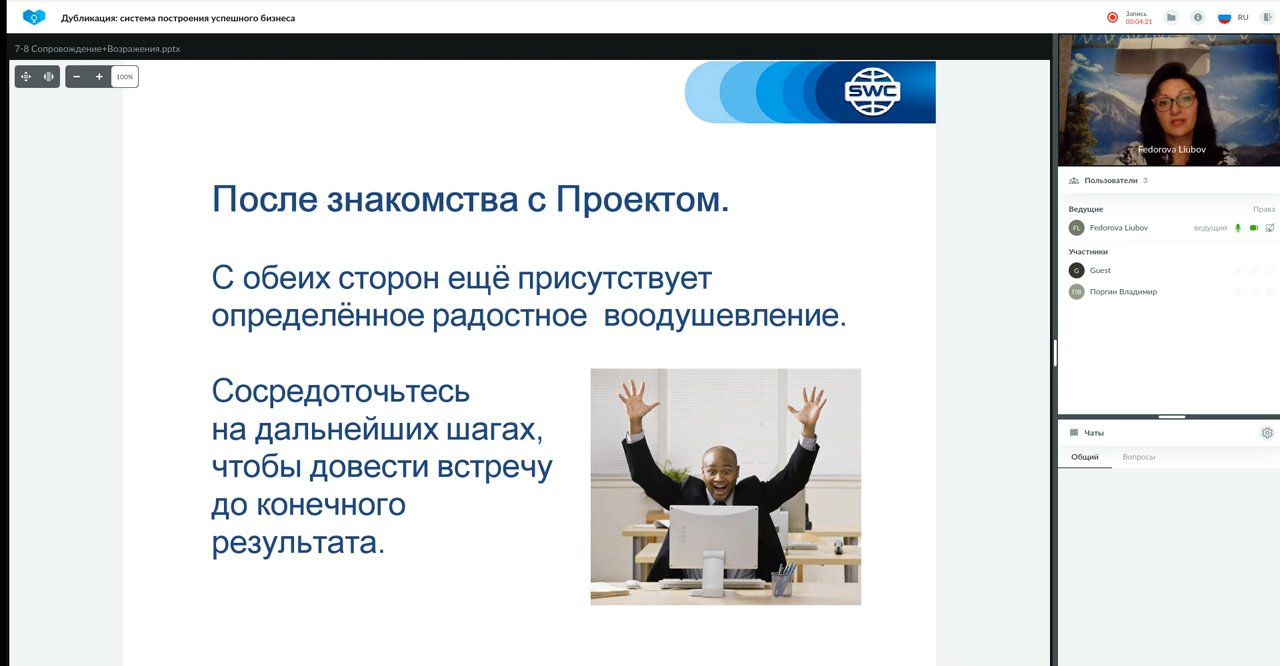 Дубликация: система построения успешного бизнеса
Запись
00:04:21
RU
7-8 Сопровождение+Возражения.pptx
100%
SWC
После знакомства с Проектом.
С обеих сторон ещё присутствует
определённое радостное воодушевление.
Сосредоточьтесь
на дальнейших шагах,
чтобы довести встречу
до конечного
результата.
Fedorova Liubov
Пользователи 3
Ведущие Права
FL Fedorova Liubov ведущий
Участники
G Guest
ПВ Поргин Владимир
Чаты
Общий Вопросы